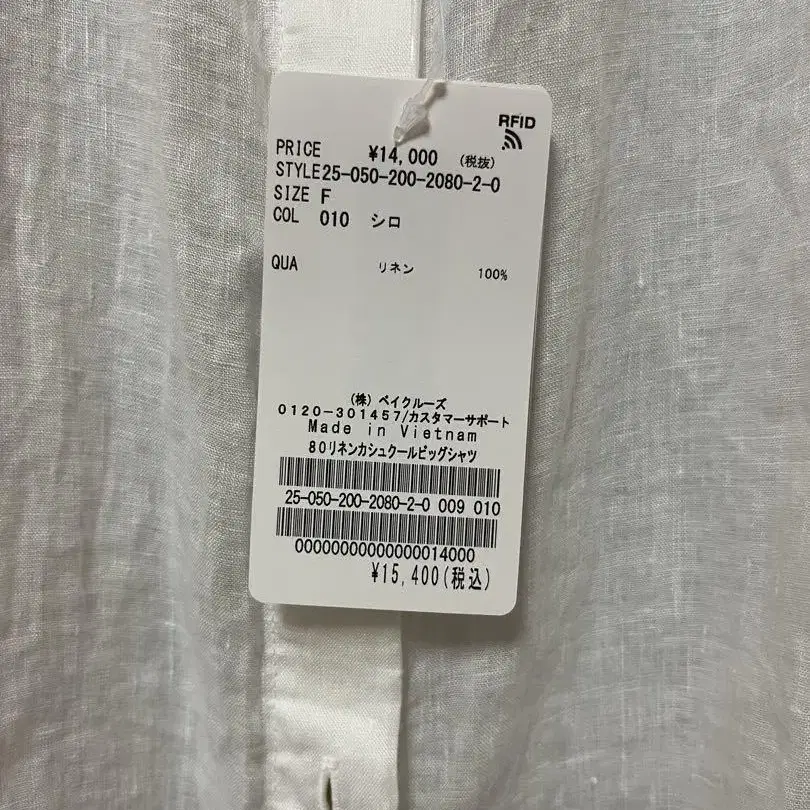 RFID
PRICE ¥14,000 (税抜)
STYLE25-050-200-2080-2-0
SIZE F
COL 010 シロ
QUA リネン 100%
(株) ベイクルーズ
0120-301457/カスタマーサポート
Made in Vietnam
80リネンカシュクールビッグシャツ
25-050-200-2080-2-0 009 010
00000000000000014000
¥15,400(税込)